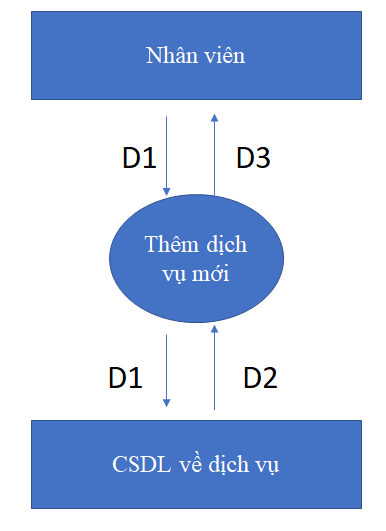 Nhân viên
D1
D3
Thêm dịch
vụ mới
D1
D2
CSDL về dịch vụ